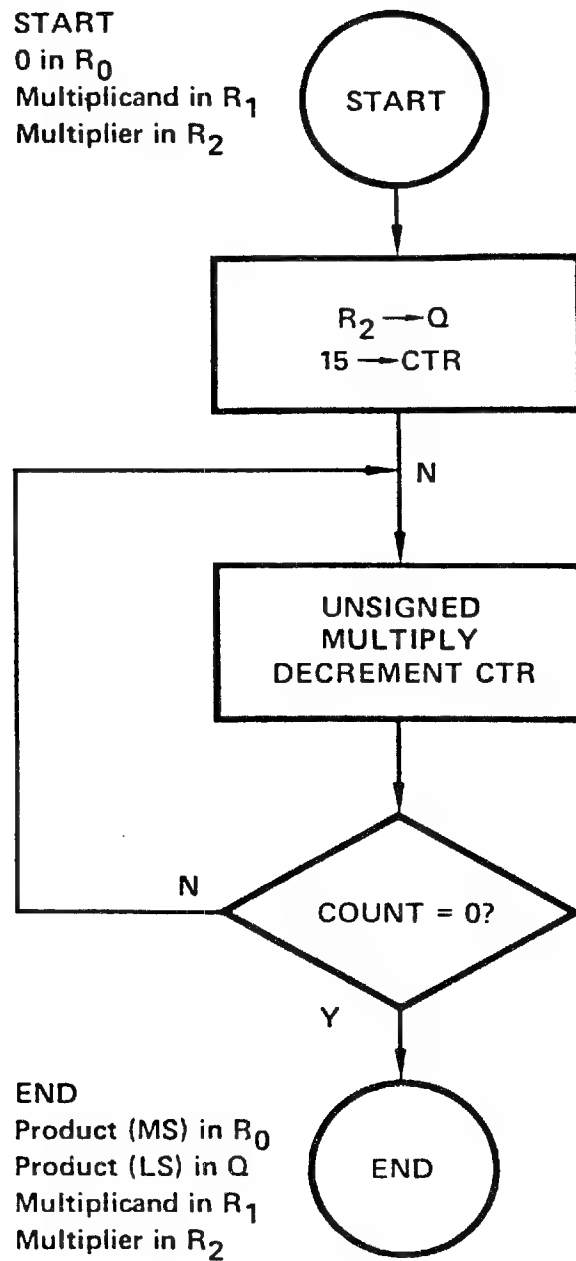 START
0 in R0
Multiplicand in R1
Multiplier in R2
START
R2 → Q
15 → CTR
N
UNSIGNED
MULTIPLY
DECREMENT CTR
N
COUNT = 0?
Y
END
Product (MS) in R0
Product (LS) in Q
Multiplicand in R1
Multiplier in R2
END